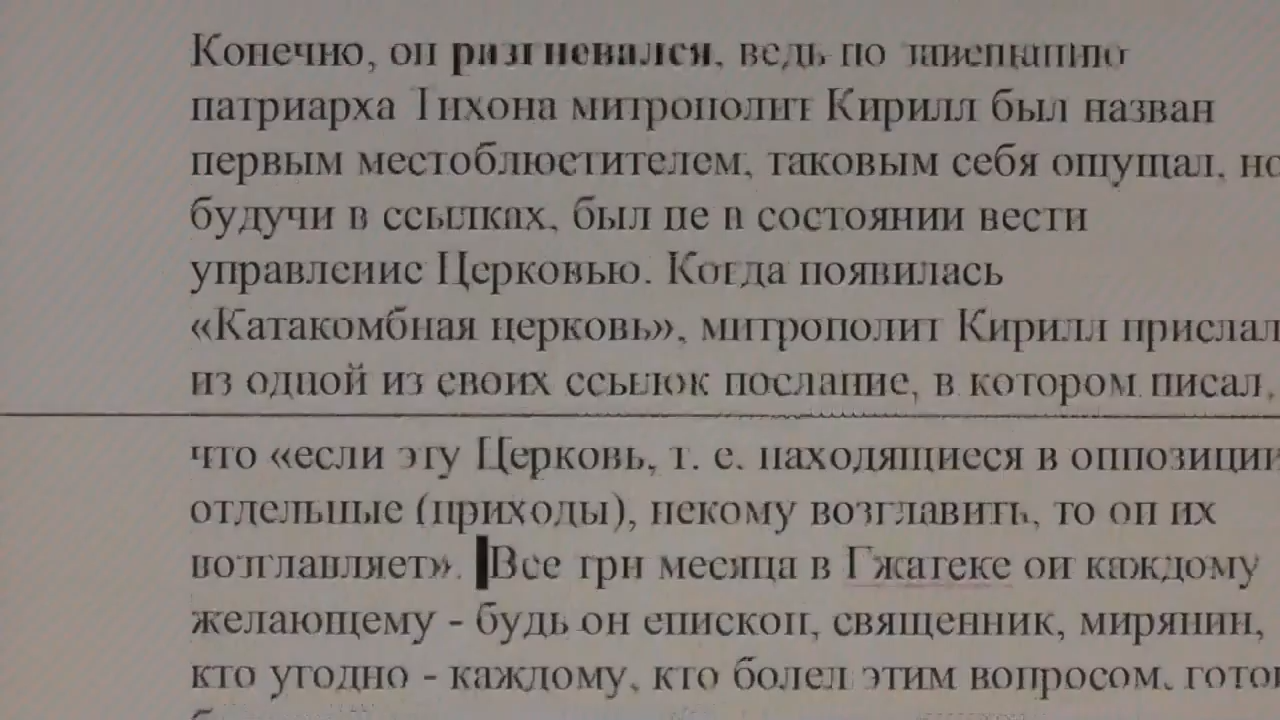 Конечно, он разгневался, ведь по завещанию
патриарха Тихона митрополит Кирилл был назван
первым местоблюстителем, таковым себя ощущал, но
будучи в ссылках, был не в состоянии вести
управление Церковью. Когда появилась
«Катакомбная церковь», митрополит Кирилл прислал
из одной из своих ссылок послание, в котором писал,
что «если эту Церковь, т. е. находящиеся в оппозиции
отдельные (приходы), некому возглавить, то он их
возглавляет». Все три месяца в Гжатске он каждому
желающему - будь он епископ, священник, мирянин,
кто угодно - каждому, кто болел этим вопросом,